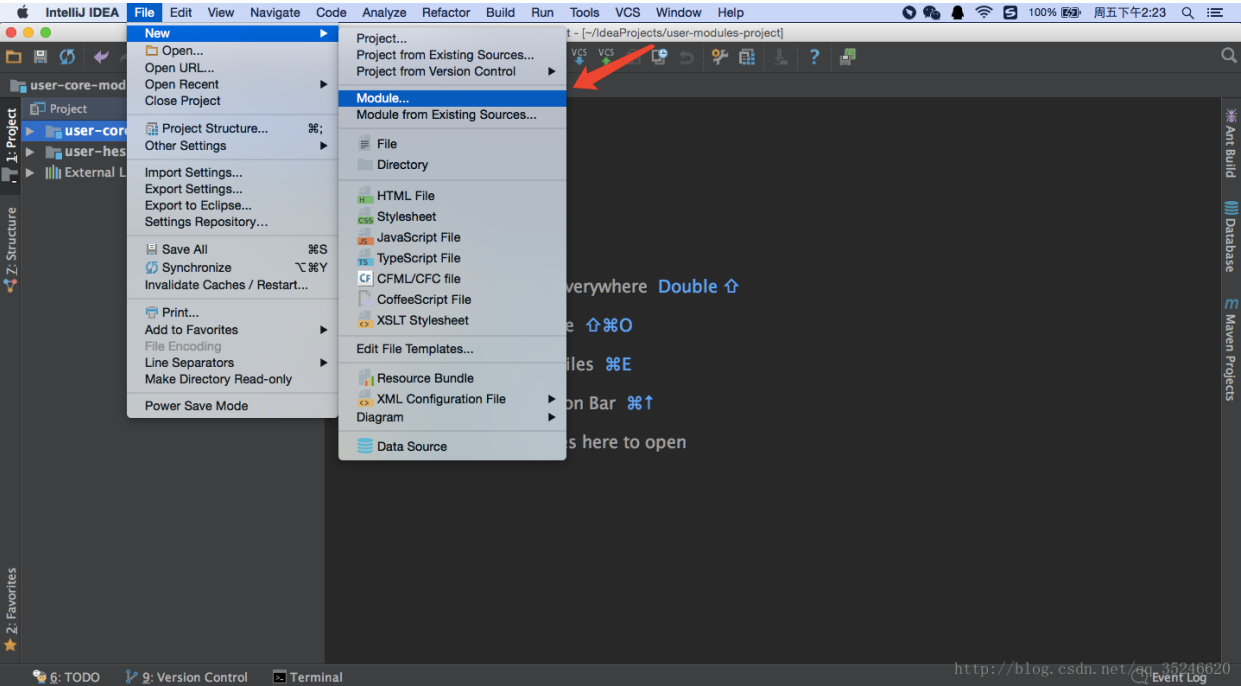 IntelliJ IDEA File Edit View Navigate Code Analyze Refactor Build Run Tools VCS Window Help 100% 周五下午2:23
t - [~/IdeaProjects/user-modules-project]
VCS VCS
user-core-mod
Project
user-core
user-hes
External L
1: Project
Z: Structure
2: Favorites
New
Open...
Open URL...
Open Recent
Close Project
Project Structure... ⌘;
Other Settings
Import Settings...
Export Settings...
Export to Eclipse...
Settings Repository...
Save All ⌘S
Synchronize ⌥⌘Y
Invalidate Caches / Restart...
Print...
Add to Favorites
File Encoding
Line Separators
Make Directory Read-only
Power Save Mode
Project...
Project from Existing Sources...
Project from Version Control
Module...
Module from Existing Sources...
File
Directory
HTML File
Stylesheet
JavaScript File
TypeScript File
CFML/CFC file
CoffeeScript File
XSLT Stylesheet
Edit File Templates...
Resource Bundle
XML Configuration File
Diagram
Data Source
verywhere Double ⇧
e ⇧⌘O
iles ⌘E
on Bar ⌘↑
s here to open
Ant Build
Database
Maven Projects
6: TODO 9: Version Control Terminal Event Log
http://blog.csdn.net/qq_35246620